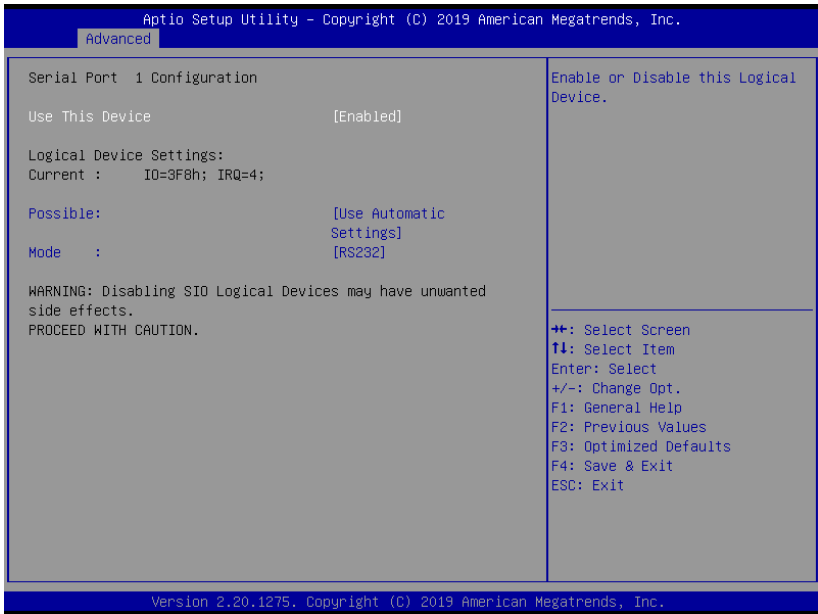 Aptio Setup Utility – Copyright (C) 2019 American Megatrends, Inc.
Advanced
Serial Port 1 Configuration
Use This Device [Enabled]
Logical Device Settings:
Current : IO=3F8h; IRQ=4;
Possible: [Use Automatic
Settings]
Mode : [RS232]
WARNING: Disabling SIO Logical Devices may have unwanted
side effects.
PROCEED WITH CAUTION.
Enable or Disable this Logical
Device.
→←: Select Screen
↑↓: Select Item
Enter: Select
+/-: Change Opt.
F1: General Help
F2: Previous Values
F3: Optimized Defaults
F4: Save & Exit
ESC: Exit
Version 2.20.1275. Copyright (C) 2019 American Megatrends, Inc.